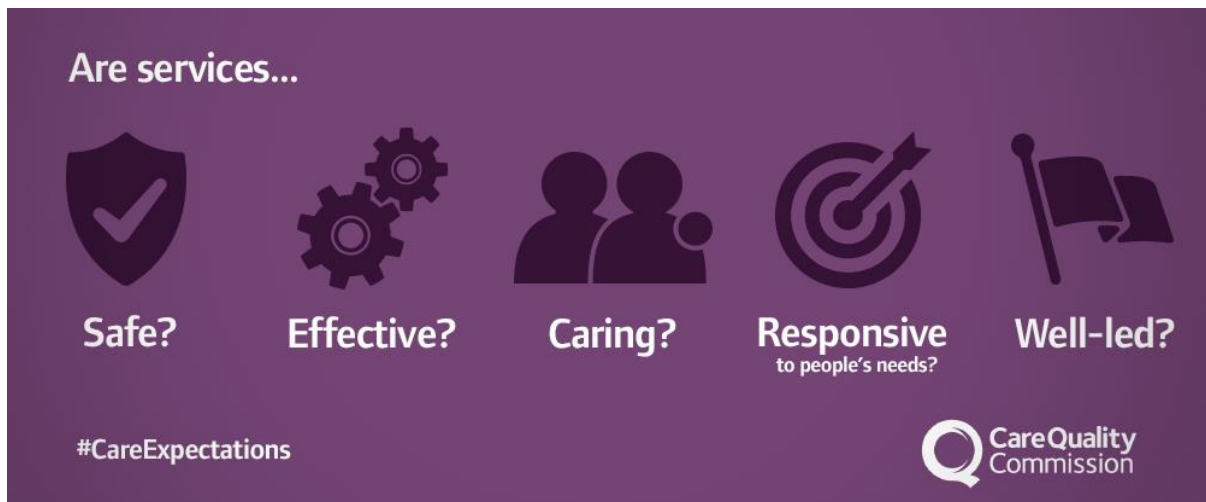 Are services...
Safe?
Effective?
Caring?
Responsive
to people's needs?
Well-led?
#CareExpectations
CareQuality
Commission